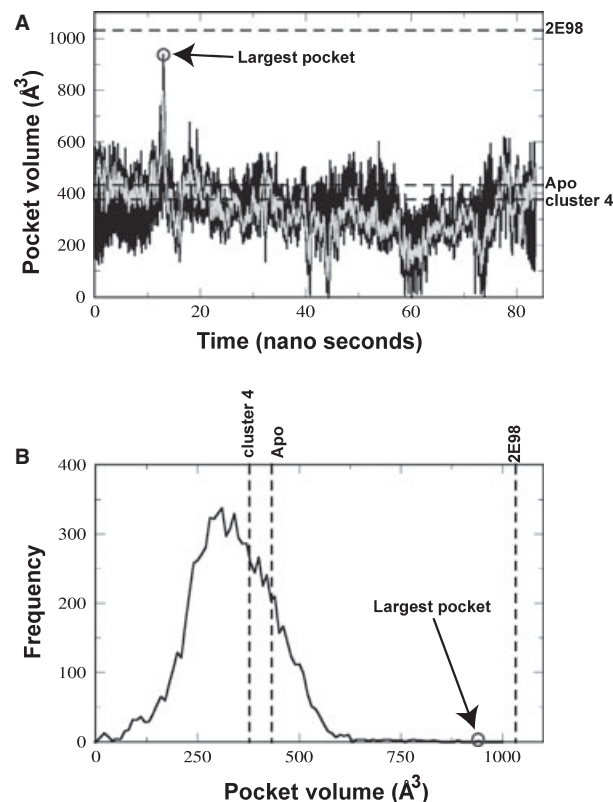 A
2E98
1000
Largest pocket
800
600
Apo
400
cluster 4
200
0
Pocket volume (Å³)
0 20 40 60 80
Time (nano seconds)
B
cluster 4
Apo
2E98
400
300
200
100
0
Frequency
Largest pocket
0 250 500 750 1000
Pocket volume (Å³)